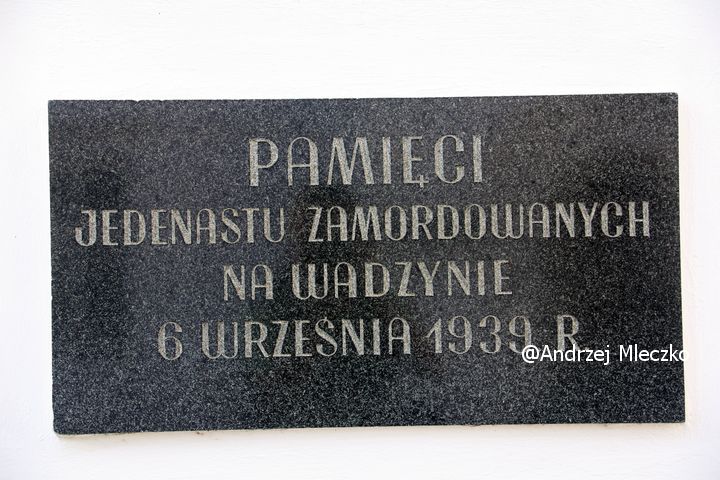 PAMIĘCI
JEDENASTU ZAMORDOWANYCH
NA WADZYNIE
6 WRZEŚNIA 1939 R
@Andrzej Mleczko